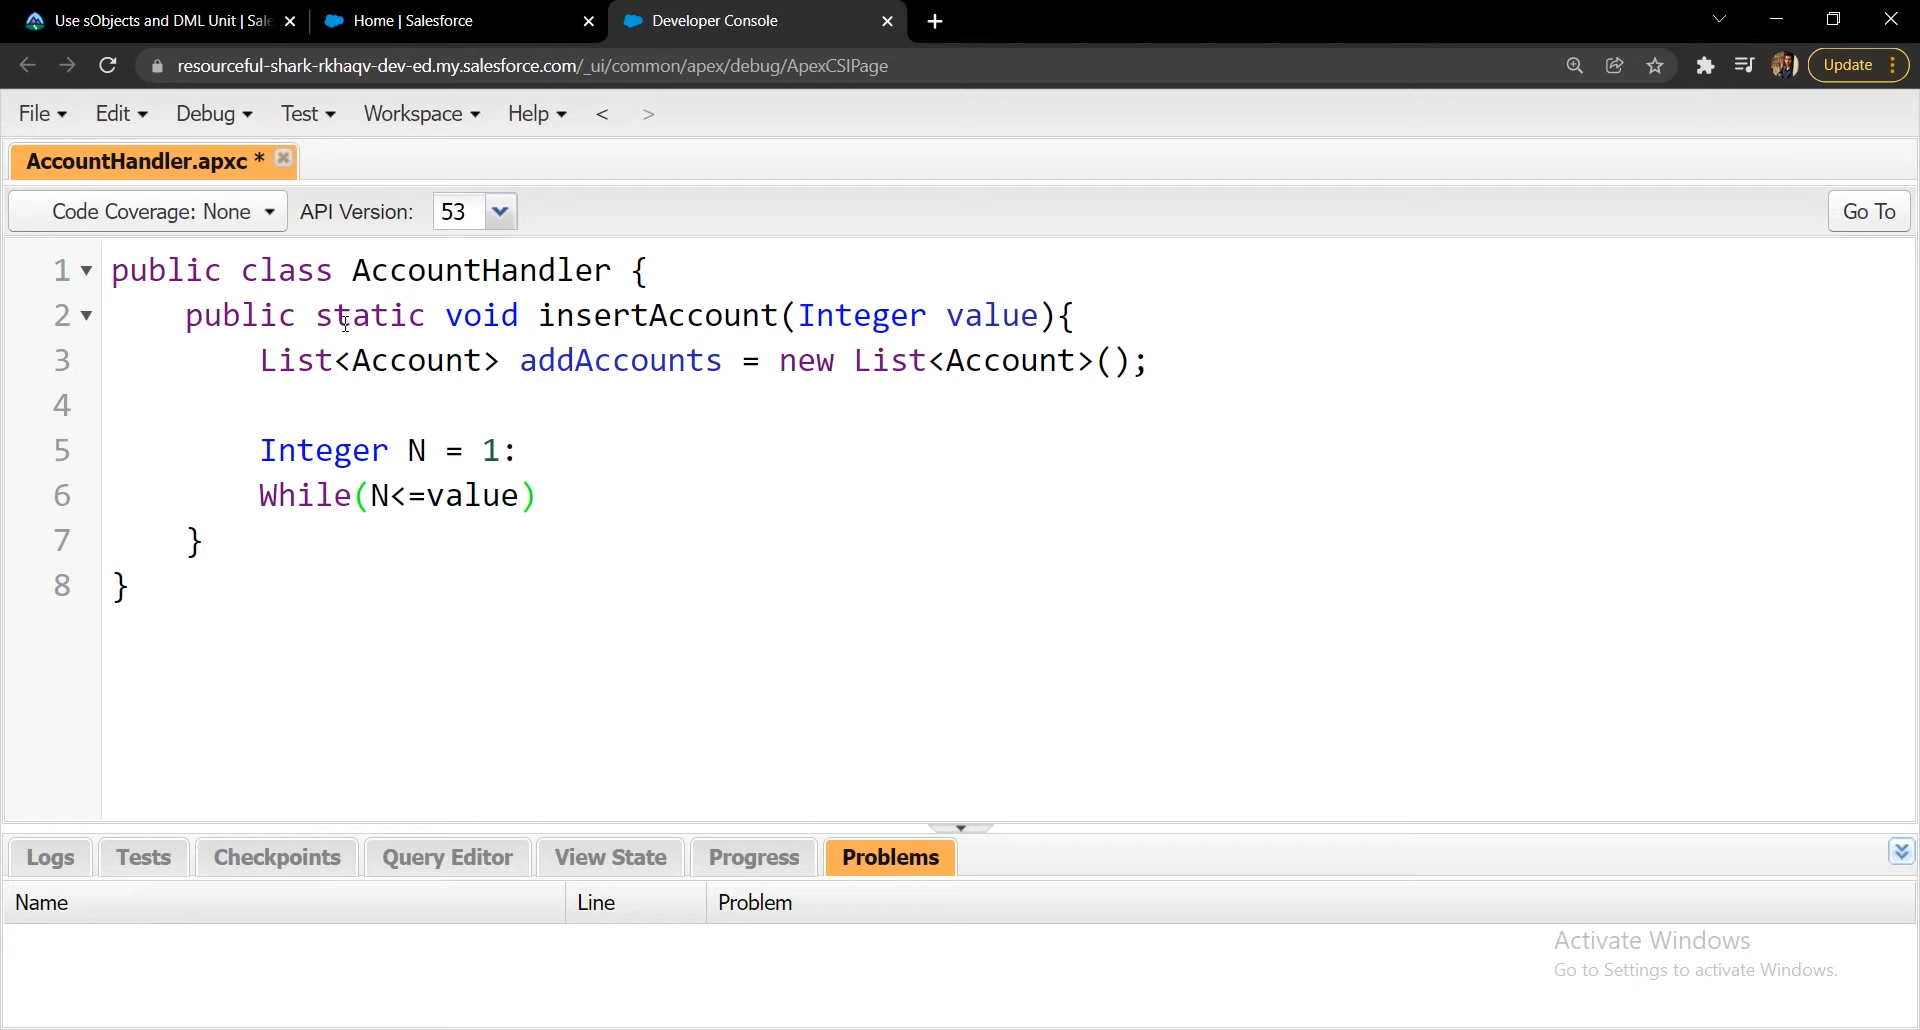 Use sObjects and DML Unit | Sale
Home | Salesforce
Developer Console
resourceful-shark-rkhaqv-dev-ed.my.salesforce.com/_ui/common/apex/debug/ApexCSIPage
Update
File Edit Debug Test Workspace Help < >
AccountHandler.apxc *
Code Coverage: None API Version: 53 Go To
1 public class AccountHandler {
2 public static void insertAccount(Integer value){
3 List<Account> addAccounts = new List<Account>();
4
5 Integer N = 1:
6 While(N<=value)
7 }
8 }
Logs Tests Checkpoints Query Editor View State Progress Problems
Name Line Problem
Activate Windows
Go to Settings to activate Windows.